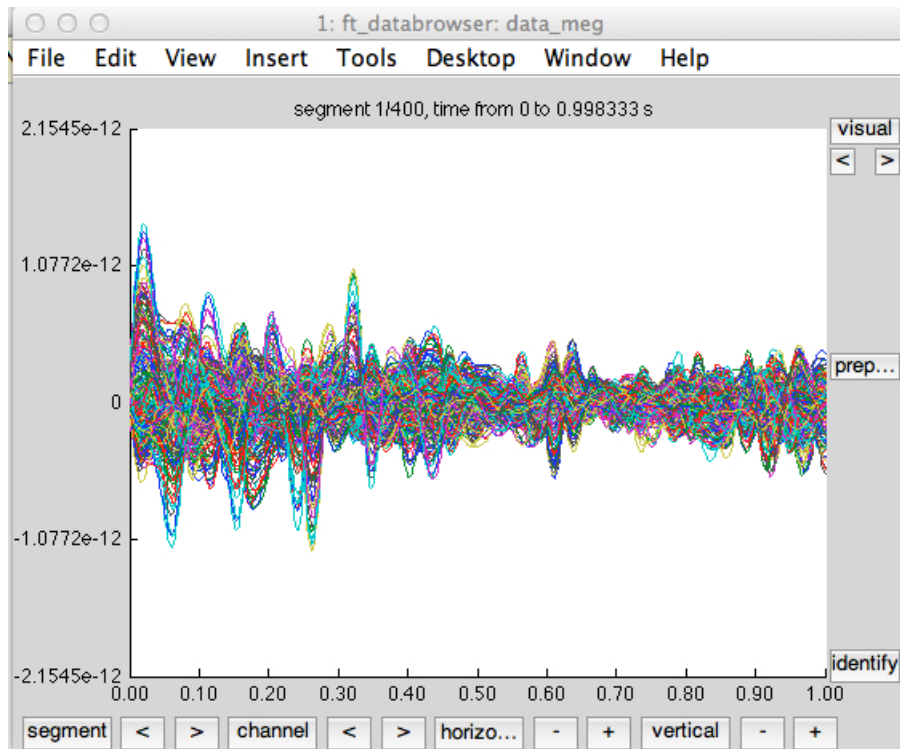 1: ft_databrowser: data_meg
File Edit View Insert Tools Desktop Window Help
segment 1/400, time from 0 to 0.998333 s
2.1545e-12
visual
< >
1.0772e-12
prep...
0
-1.0772e-12
-2.1545e-12
identify
0.00 0.10 0.20 0.30 0.40 0.50 0.60 0.70 0.80 0.90 1.00
segment < > channel < > horizo... - + vertical - +